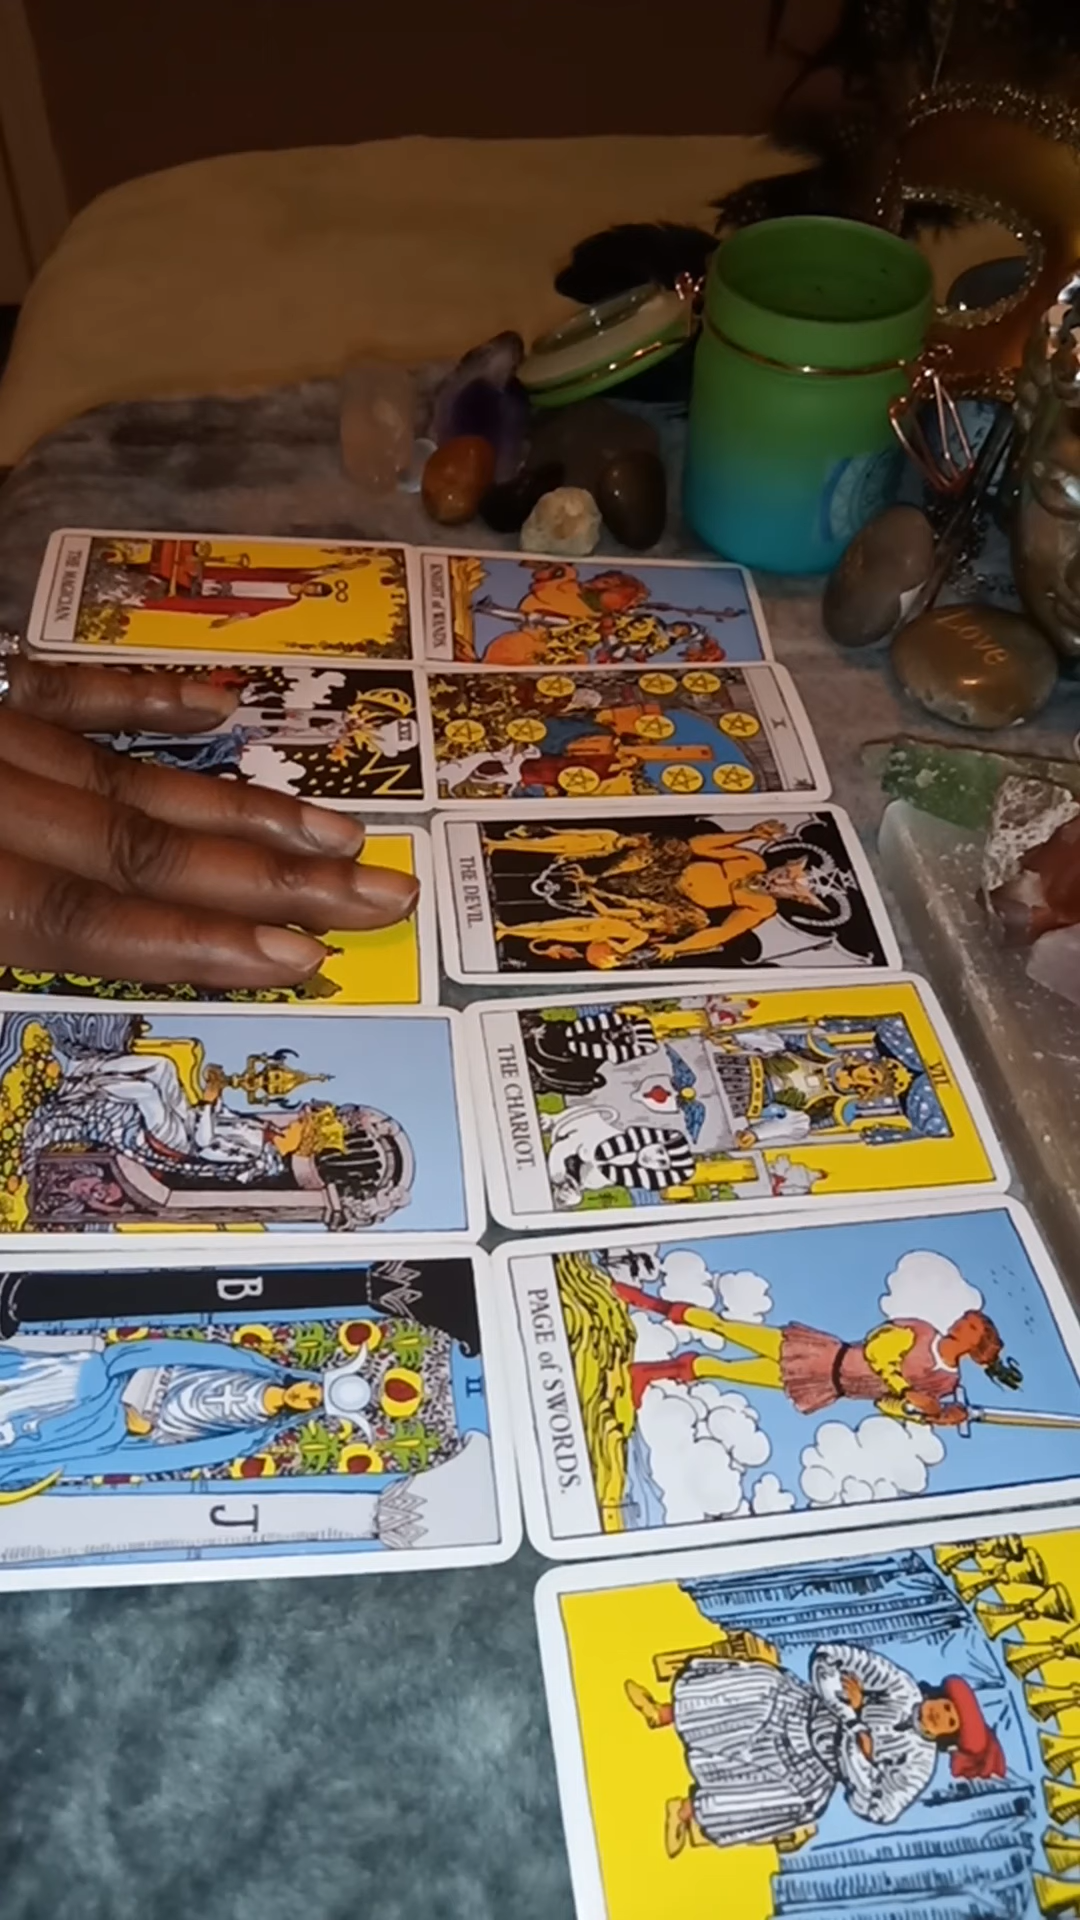 THE MAGICIAN.
I
KNIGHT of WANDS.
X
THE DEVIL.
THE CHARIOT.
VII
B
J
II
PAGE of SWORDS.
Love